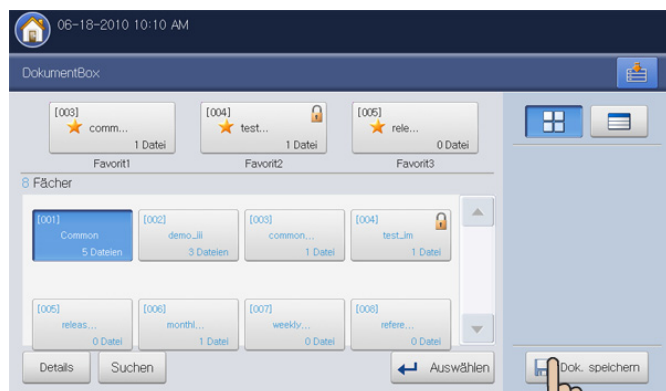 06-18-2010 10:10 AM
DokumentBox
[003] [004] [005]
comm... test... rele...
1 Datei 1 Datei 0 Datei
Favorit1 Favorit2 Favorit3
8 Fächer
[001] [002] [003] [004]
Common demo_iii common... test_im
5 Dateien 3 Dateien 1 Datei 1 Datei
[005] [006] [007] [008]
releas... monthl... weekly... refere...
0 Datei 1 Datei 0 Datei 0 Datei
Details Suchen Auswählen Dok. speichern